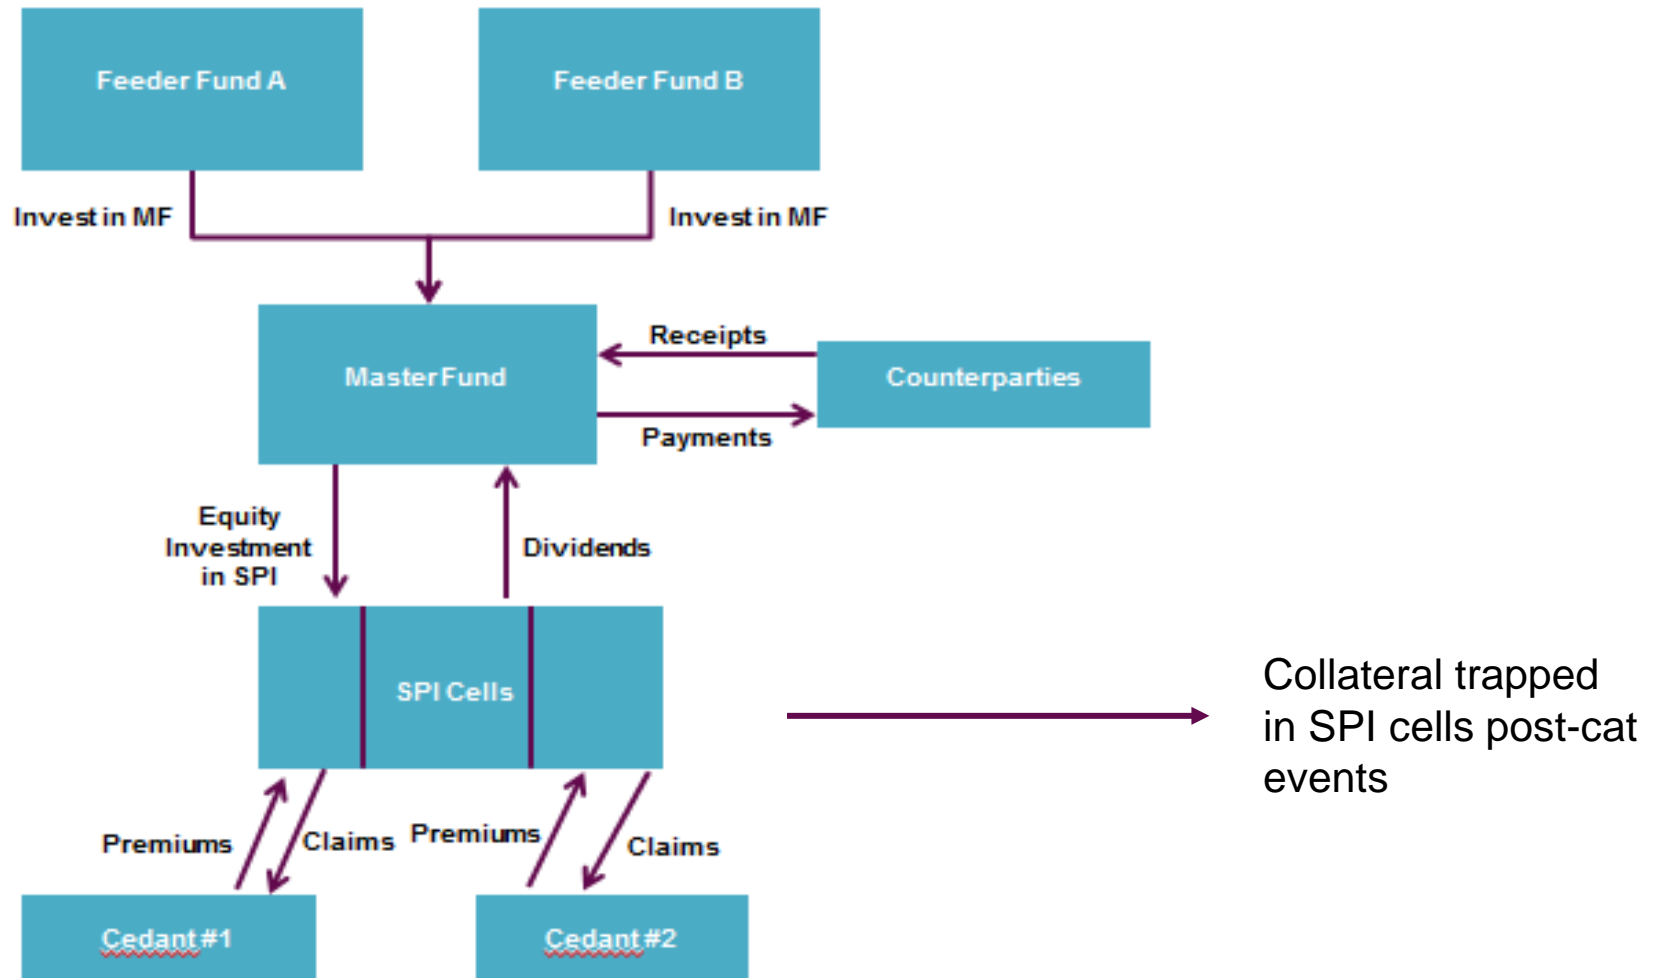 Feeder Fund A
Feeder Fund B
Invest in MF
Invest in MF
Receipts
Master Fund
Counterparties
Payments
Equity
Investment
in SPI
Dividends
SPI Cells
Collateral trapped
in SPI cells post-cat
events
Premiums
Claims
Premiums
Claims
Cedant #1
Cedant #2